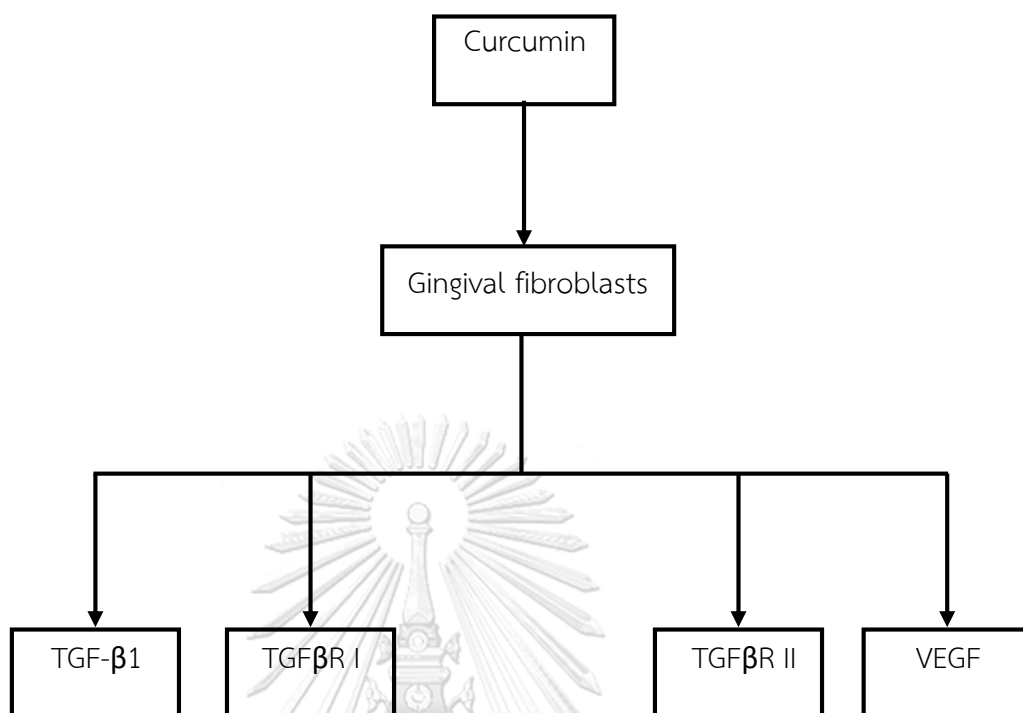 Curcumin
Gingival fibroblasts
TGF-β1
TGFβR I
TGFβR II
VEGF